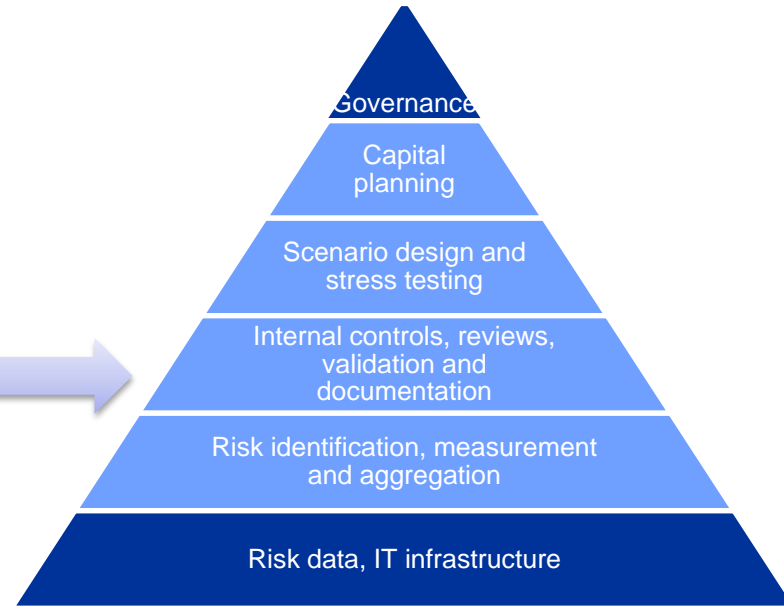 Governance
Capital
planning
Scenario design and
stress testing
Internal controls, reviews,
validation and
documentation
Risk identification, measurement
and aggregation
Risk data, IT infrastructure